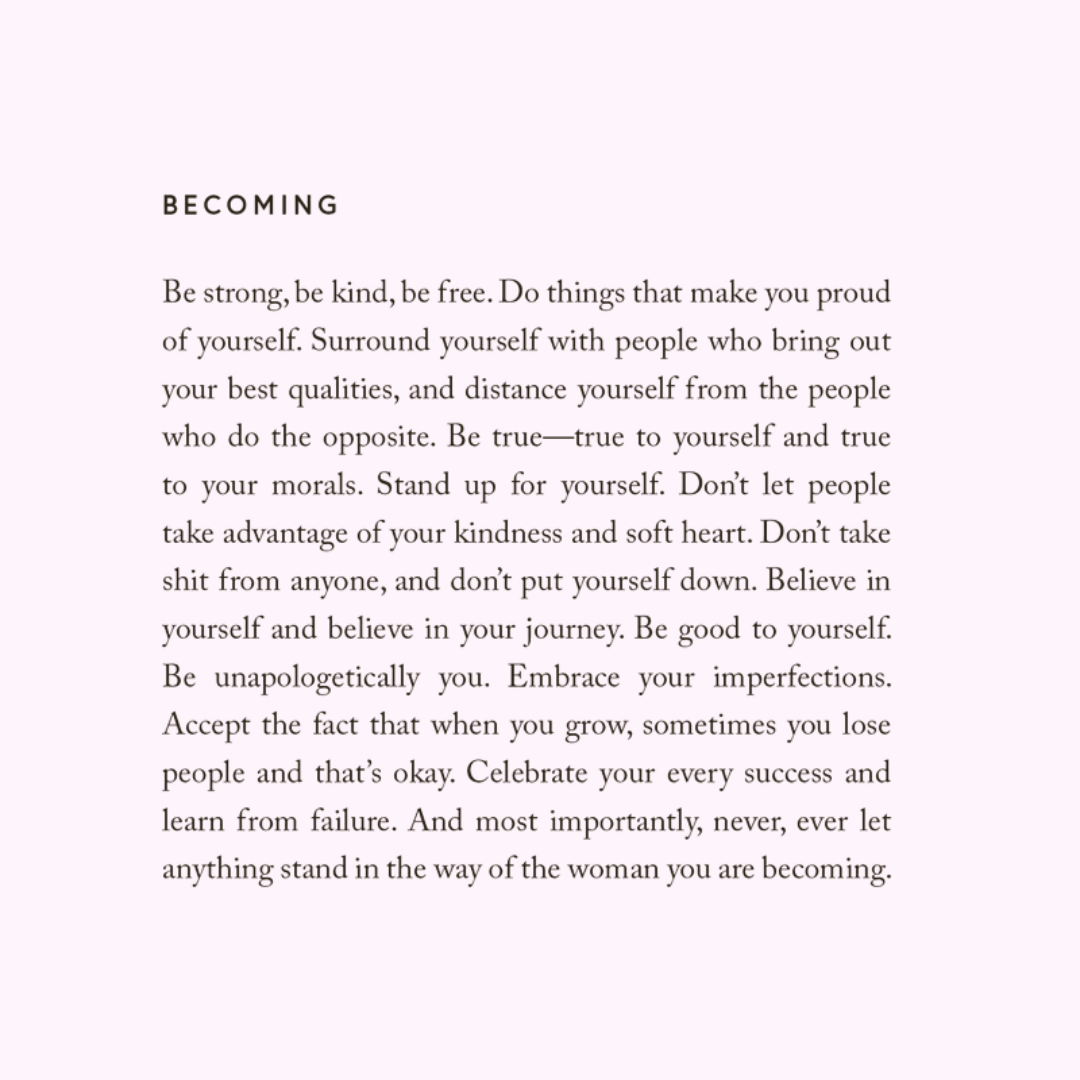 BECOMING
Be strong, be kind, be free. Do things that make you proud
of yourself. Surround yourself with people who bring out
your best qualities, and distance yourself from the people
who do the opposite. Be true—true to yourself and true
to your morals. Stand up for yourself. Don’t let people
take advantage of your kindness and soft heart. Don’t take
shit from anyone, and don’t put yourself down. Believe in
yourself and believe in your journey. Be good to yourself.
Be unapologetically you. Embrace your imperfections.
Accept the fact that when you grow, sometimes you lose
people and that’s okay. Celebrate your every success and
learn from failure. And most importantly, never, ever let
anything stand in the way of the woman you are becoming.